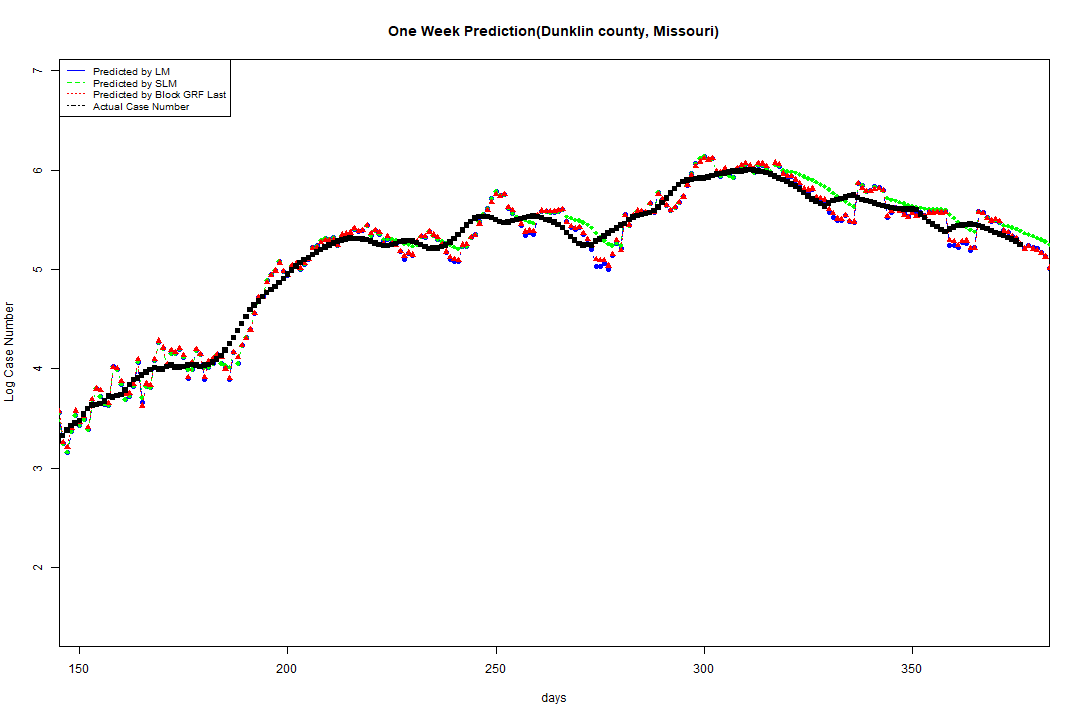 One Week Prediction(Dunklin county, Missouri)
Predicted by LM
Predicted by SLM
Predicted by Block GRF Last
Actual Case Number
7
6
5
4
3
2
Log Case Number
150 200 250 300 350
days